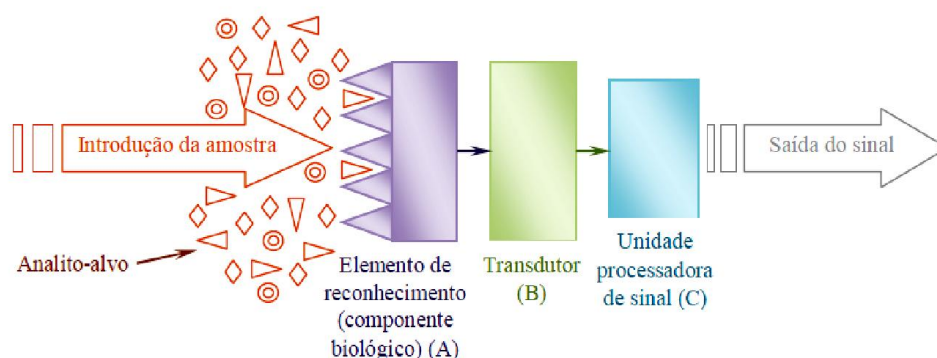 Introdução da amostra
Saída do sinal
Analito-alvo
Elemento de
reconhecimento
(componente
biológico) (A)
Transdutor
(B)
Unidade
processadora
de sinal (C)